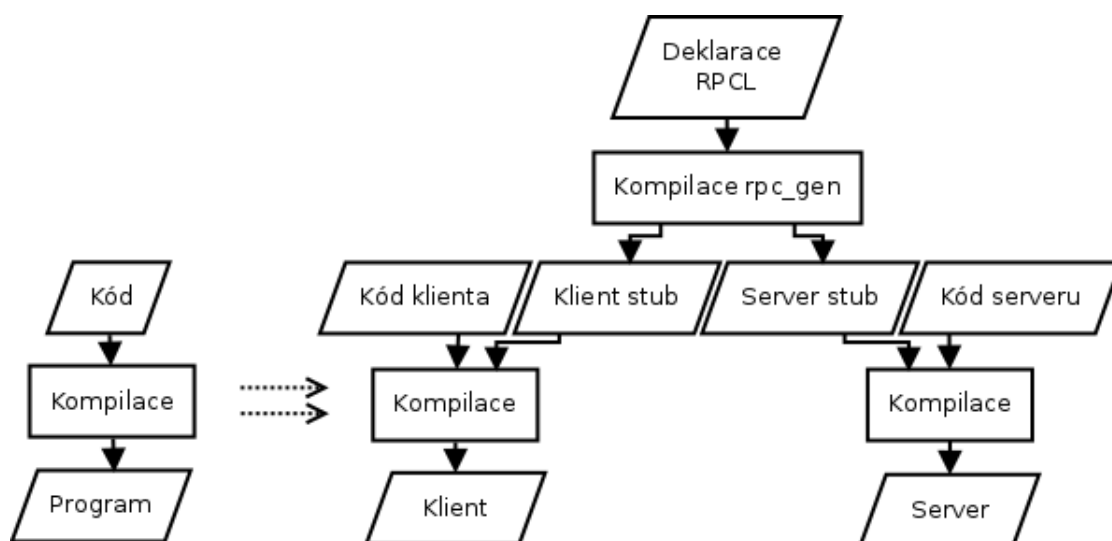 Deklarace
RPCL
Kompilace rpc_gen
Kód
Kód klienta
Klient stub
Server stub
Kód serveru
Kompilace
Kompilace
Kompilace
Program
Klient
Server